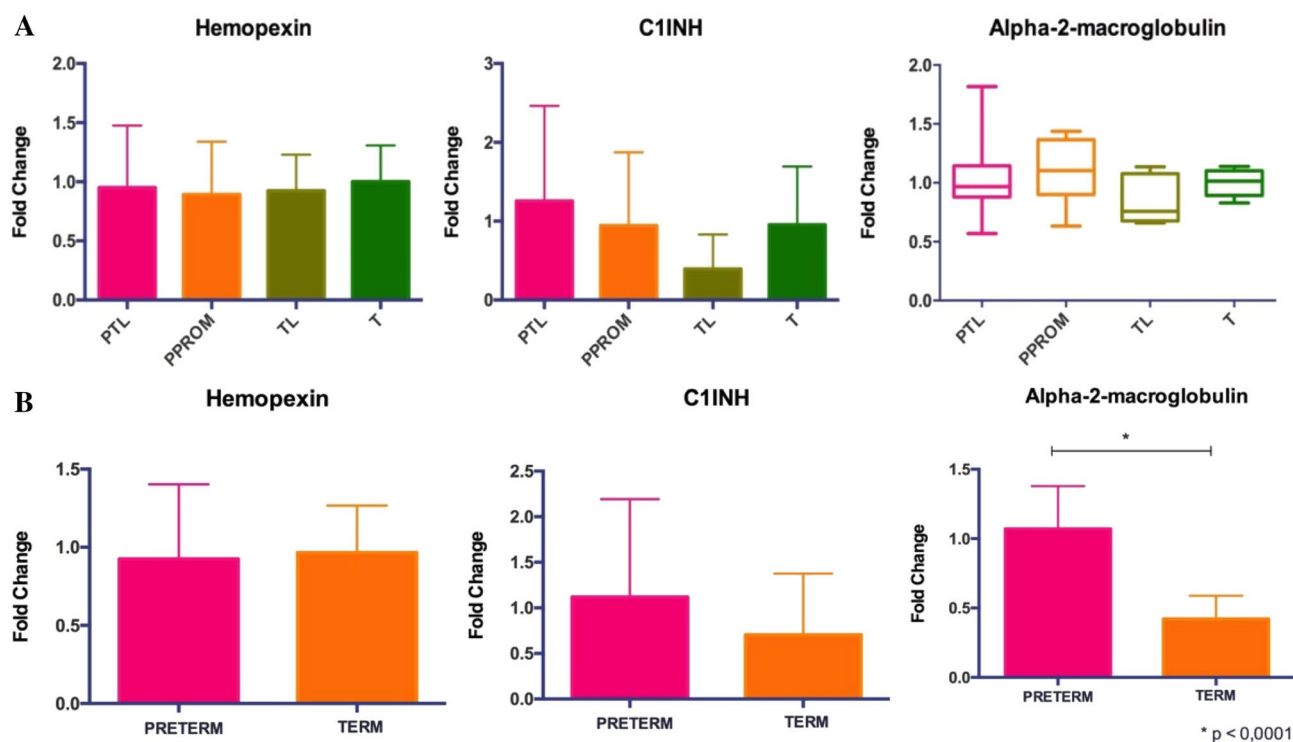 A
Hemopexin
Fold Change
2.0
1.5
1.0
0.5
0.0
PTL
PPROM
TL
T
C1INH
Fold Change
3
2
1
0
PTL
PPROM
TL
T
Alpha-2-macroglobulin
Fold Change
2.0
1.5
1.0
0.5
0.0
PTL
PPROM
TL
T
B
Hemopexin
Fold Change
1.5
1.0
0.5
0.0
PRETERM
TERM
C1INH
Fold Change
2.5
2.0
1.5
1.0
0.5
0.0
PRETERM
TERM
Alpha-2-macroglobulin
*
Fold Change
1.5
1.0
0.5
0.0
PRETERM
TERM
* p < 0,0001